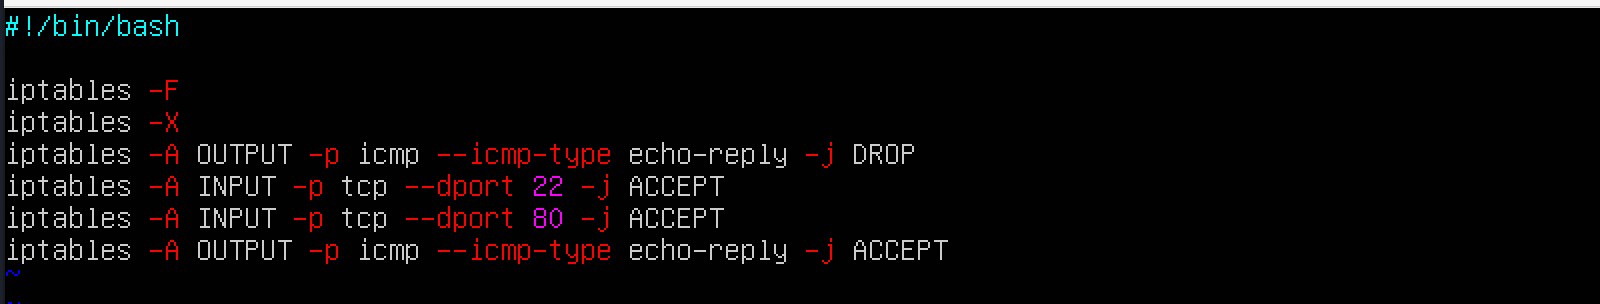 #!/bin/bash
iptables -F
iptables -X
iptables -A OUTPUT -p icmp --icmp-type echo-reply -j DROP
iptables -A INPUT -p tcp --dport 22 -j ACCEPT
iptables -A INPUT -p tcp --dport 80 -j ACCEPT
iptables -A OUTPUT -p icmp --icmp-type echo-reply -j ACCEPT
~
~